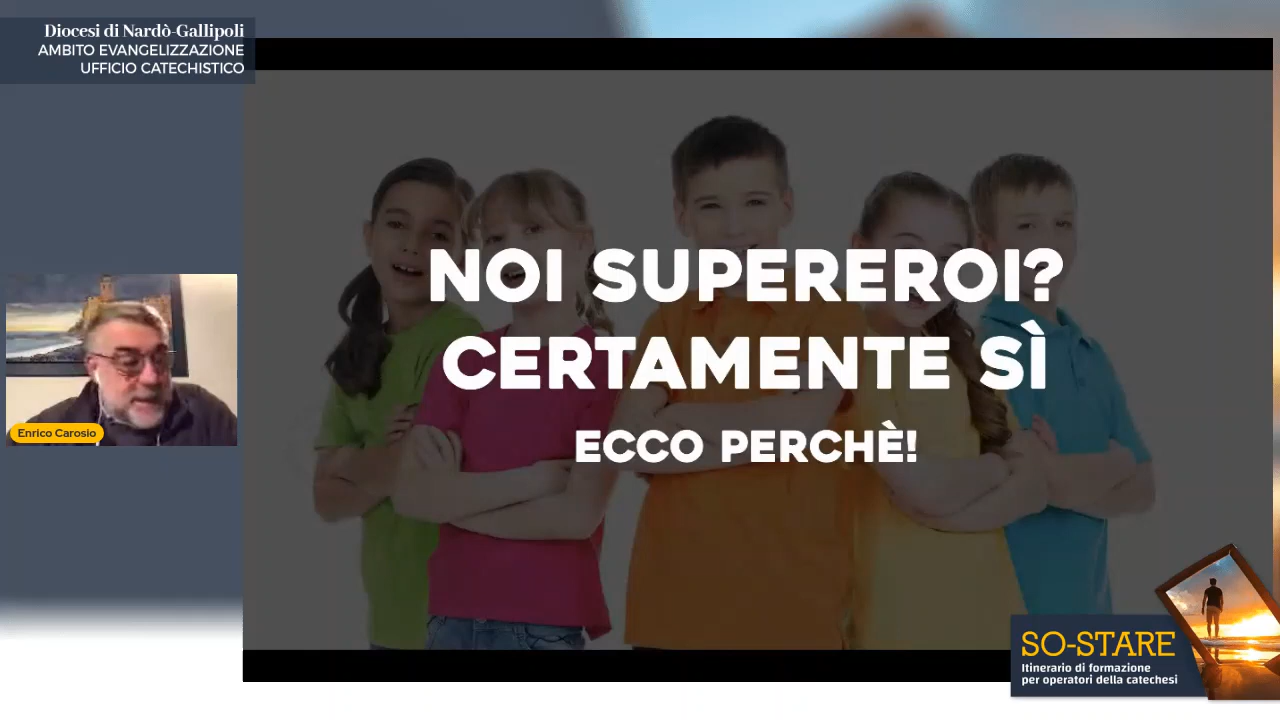 Diocesi di Nardò-Gallipoli
AMBITO EVANGELIZZAZIONE
UFFICIO CATECHISTICO
NOI SUPEREROI?
CERTAMENTE SÌ
ECCO PERCHÈ!
Enrico Carosio
SO-STARE
Itinerario di formazione
per operatori della catechesi